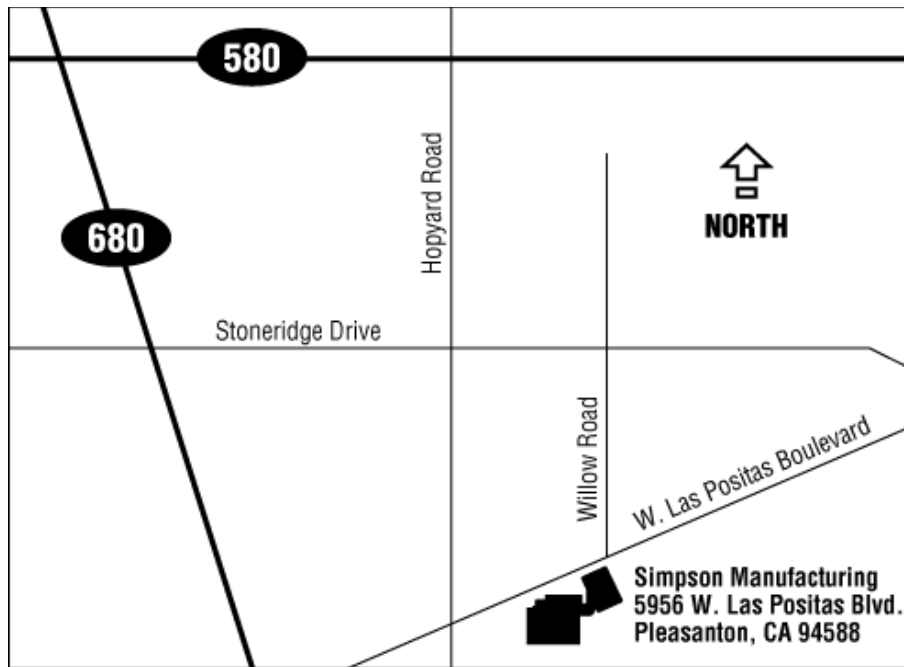 580
Hopyard Road
680
NORTH
Stoneridge Drive
Willow Road
W. Las Positas Boulevard
Simpson Manufacturing
5956 W. Las Positas Blvd.
Pleasanton, CA 94588